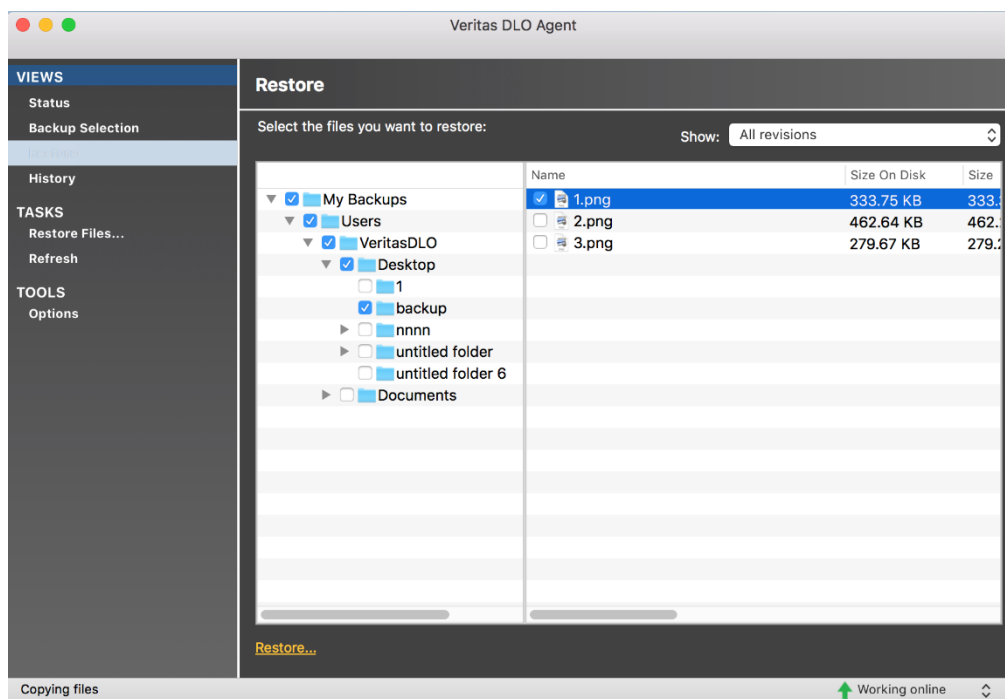 Veritas DLO Agent
VIEWS
Status
Backup Selection
History
TASKS
Restore Files...
Refresh
TOOLS
Options
Restore
Select the files you want to restore:
Show: All revisions
Name Size On Disk Size
My Backups
Users
VeritasDLO
Desktop
1
backup
nnnn
untitled folder
untitled folder 6
Documents
1.png 333.75 KB 333.
2.png 462.64 KB 462.
3.png 279.67 KB 279.
Restore...
Copying files
Working online